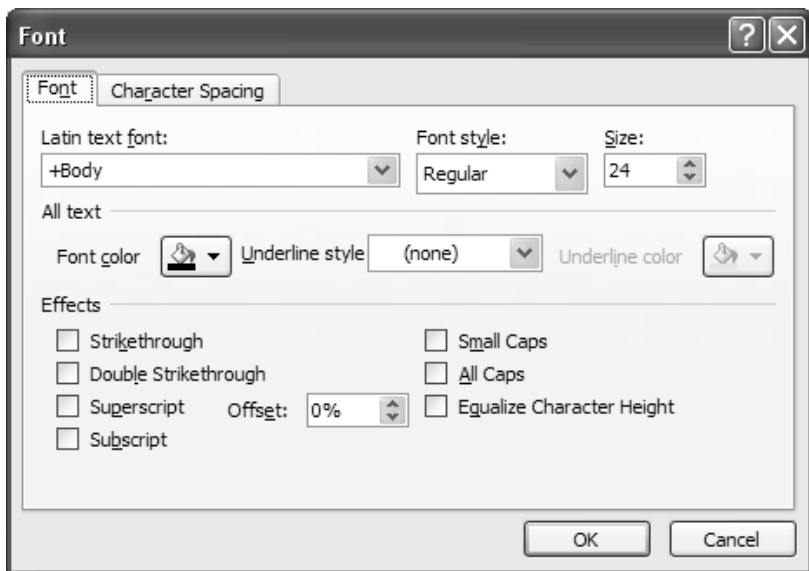 Font
Font Character Spacing
Latin text font: Font style: Size:
+Body Regular 24
All text
Font color Underline style (none) Underline color
Effects
Strikethrough Small Caps
Double Strikethrough All Caps
Superscript Offset: 0% Equalize Character Height
Subscript
OK Cancel